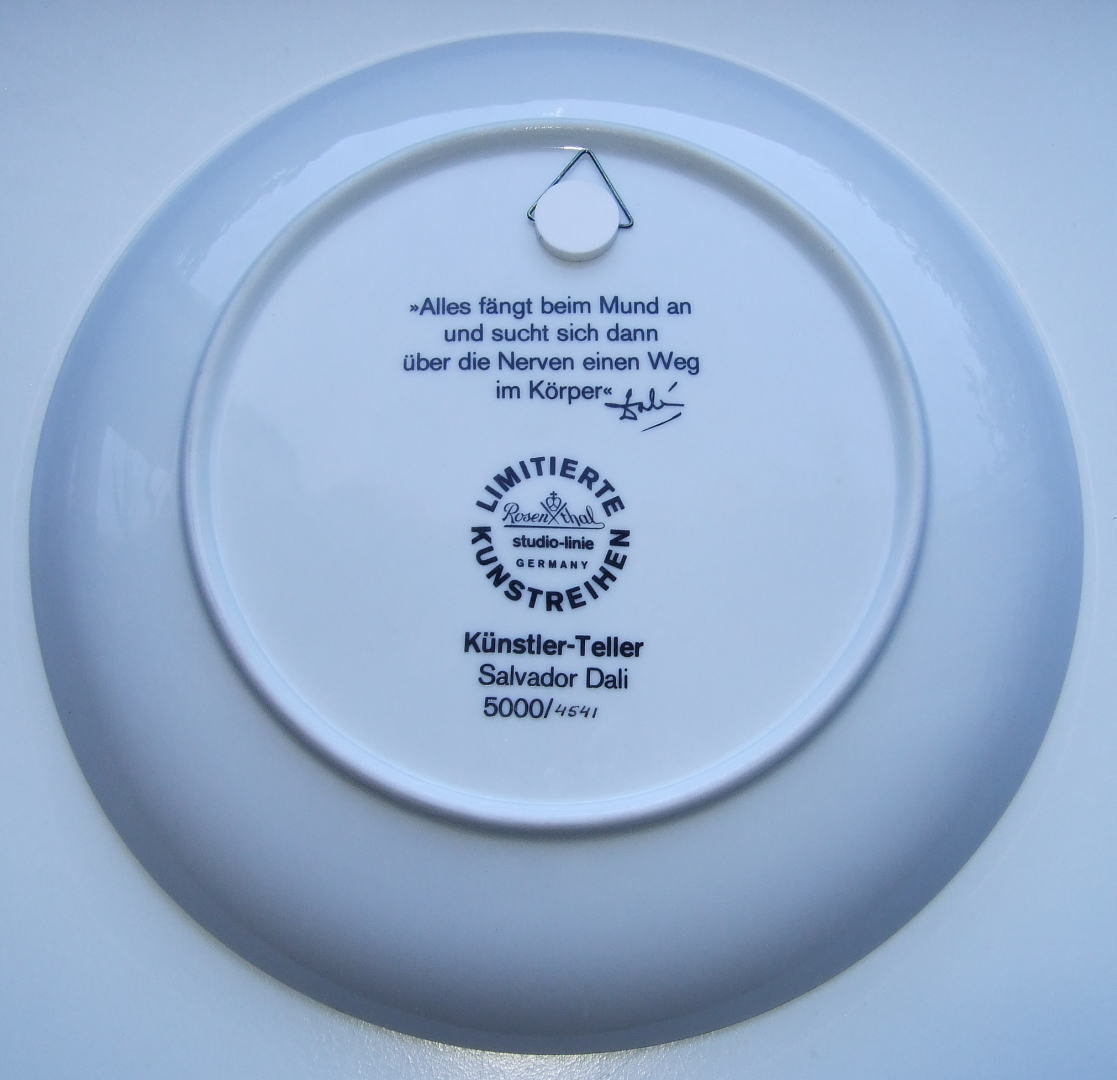 »Alles fängt beim Mund an
und sucht sich dann
über die Nerven einen Weg
im Körper« Dalí
LIMITIERTE
Rosenthal
studio-linie
GERMANY
KUNSTREIHEN
Künstler-Teller
Salvador Dali
5000/4541